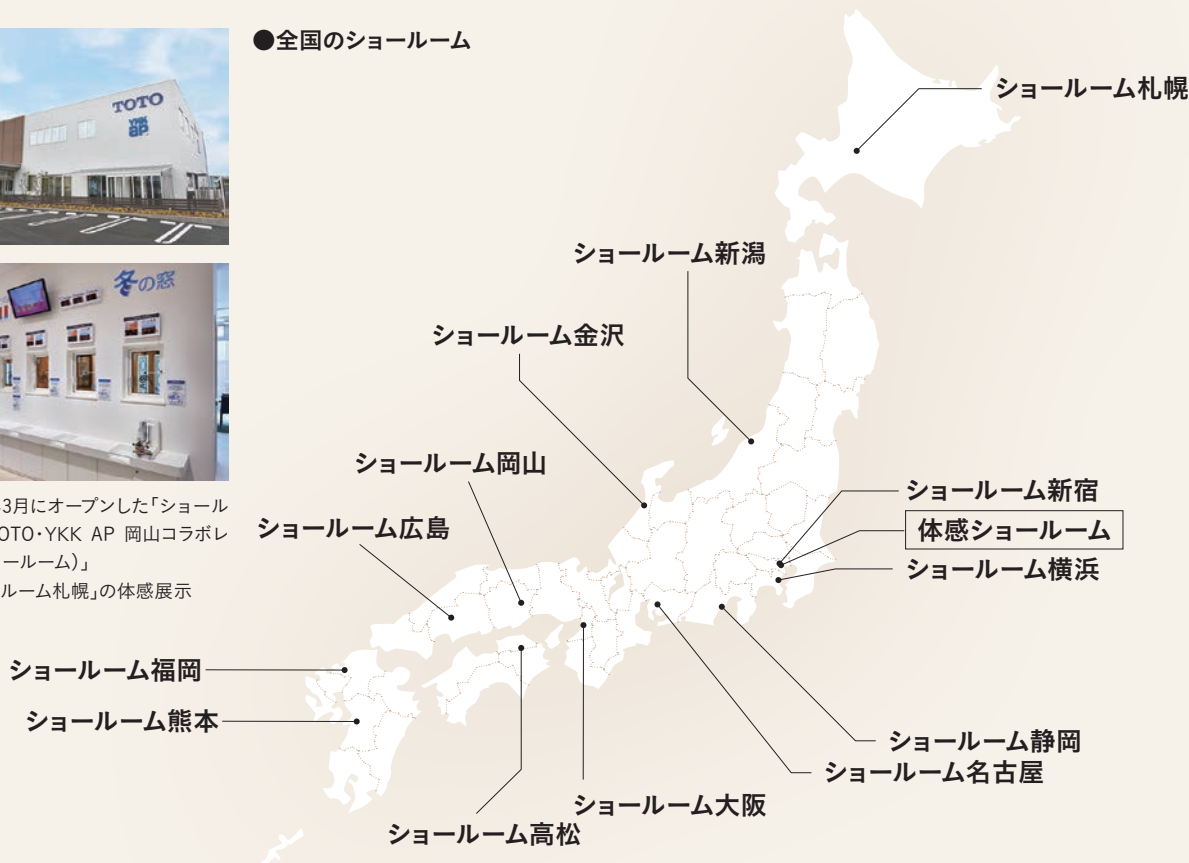 ●全国のショールーム
TOTO
YKK
ap
冬の窓
3月にオープンした「ショール
OTO・YKK AP 岡山コラボレ
ールーム)」
ルーム札幌」の体感展示
ショールーム札幌
ショールーム新潟
ショールーム金沢
ショールーム岡山
ショールーム広島
ショールーム新宿
体感ショールーム
ショールーム横浜
ショールーム福岡
ショールーム熊本
ショールーム静岡
ショールーム名古屋
ショールーム大阪
ショールーム高松